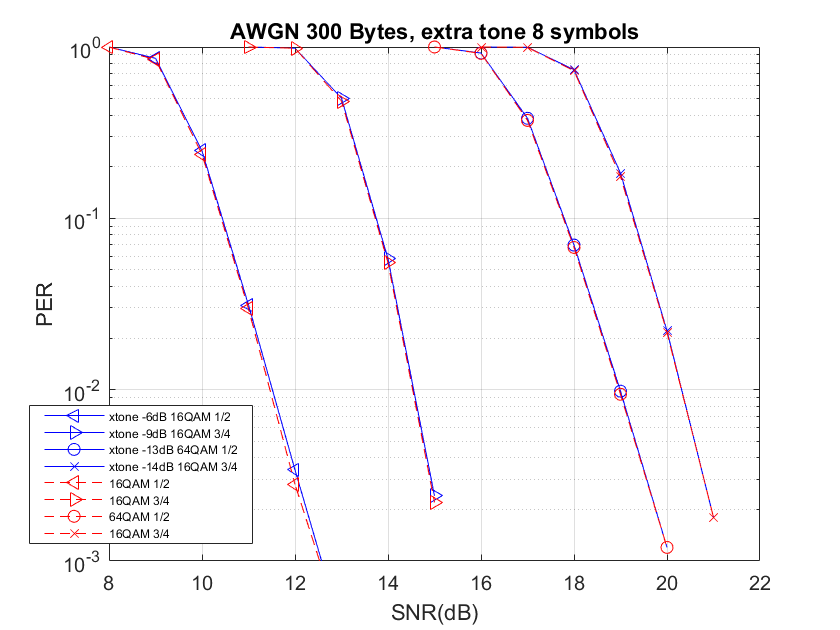 AWGN 300 Bytes, extra tone 8 symbols
10^0
10^-1
10^-2
10^-3
PER
xtone -6dB 16QAM 1/2
xtone -9dB 16QAM 3/4
xtone -13dB 64QAM 1/2
xtone -14dB 16QAM 3/4
16QAM 1/2
16QAM 3/4
64QAM 1/2
16QAM 3/4
8 10 12 14 16 18 20 22
SNR(dB)